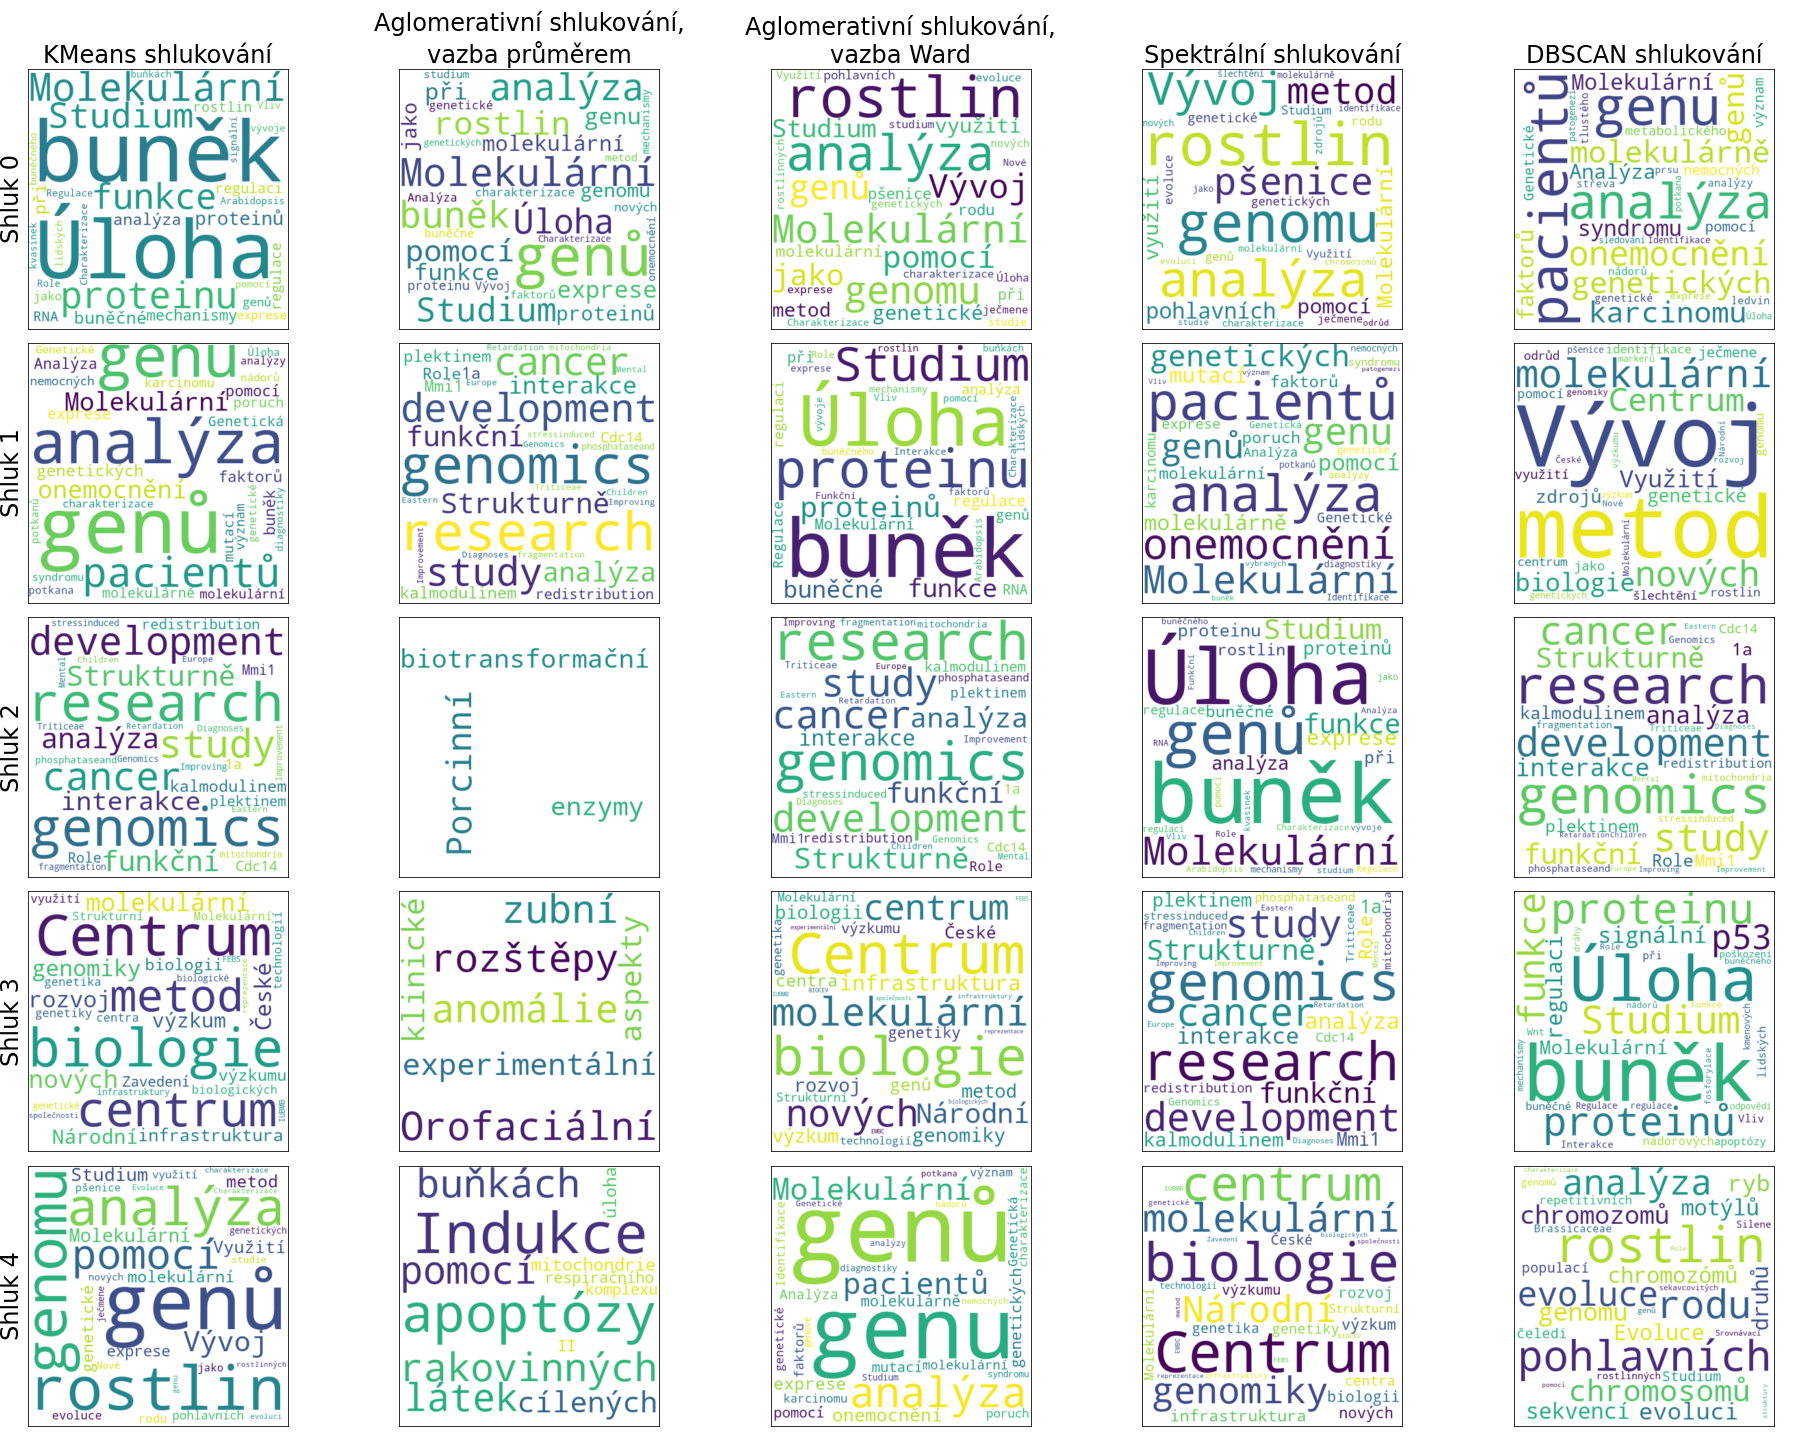 KMeans shlukování
Aglomerativní shlukování,
vazba průměrem
Aglomerativní shlukování,
vazba Ward
Spektrální shlukování
DBSCAN shlukování
Shluk 0
buňkách
Molekulární
Studium
rostlin
Vliv
signální
vývoje
buněčného
buněk
Regulace
funkce
regulaci
Arabidopsis
při
analýza
proteinů
kvasinek
lidských
Charakterizace
Úloha
regulace
Role
pomocí
jako
proteinu
genů
RNA
buněčné
mechanismy
exprese
studium
při
analýza
genetické
jako
rostlin
genu
mechanismy
genetických
molekulární
metod
Molekulární
Analýza
charakterizace
genomu
nových
buněk
Úloha
buněčné
Charakterizace
pomocí
genů
onemocnění
funkce
proteinu
Vývoj
faktorů
exprese
Studium
proteinů
Využití
pohlavních
evoluce
rostlin
Studium
studium
využití
rostlinných
analýza
nových
Nové
genů
pšenice
Vývoj
genetických
rodu
Molekulární
molekulární
pomocí
jako
charakterizace
Úloha
exprese
genomu
při
metod
genetické
ječmene
Charakterizace
studie
šlechtění
molekulárně
Vývoj
metod
Studium
identifikace
nových
genetické
zdrojů
rodu
rostlin
evoluce
jako
pšenice
genetických
využití
genomu
Molekulární
molekulární
Využití
evoluci
genů
chromosomů
analýza
pohlavních
pomocí
ječmene
studie
charakterizace
odrůd
pacientů
Molekulární
patogenezi
tlustého
genu
genů
význam
metabolického
Genetické
molekulárně
Analýza
prsu
nemocných
střeva
potkana
analýzy
analýza
syndromu
pomocí
sledování
Identifikace
faktorů
onemocnění
nádorů
genetických
genetické
exprese
ledvin
karcinomu
Úloha
Shluk 1
Genetické
genu
Úloha
Analýza
analýzy
nemocných
karcinomu
nádorů
pomocí
Molekulární
poruch
exprese
Genetická
analýza
genetických
faktorů
onemocnění
charakterizace
genetické
buněk
diagnostiky
potkanů
genů
mutací
význam
syndromu
pacientů
potkana
molekulárně
molekulární
Retardation
mitochondria
plektinem
cancer
Mental
Role
1a
Mmi1
Europe
interakce
development
funkční
stressinduced
Cdc14
Genomics
phosphataseand
genomics
Triticeae
Children
Eastern
Strukturně
Improving
research
Improvement
Diagnoses
fragmentation
study
analýza
kalmodulinem
redistribution
rostlin
buňkách
při
Role
exprese
Studium
mechanismy
analýza
Vliv
pomocí
regulaci
vývoje
Úloha
Charakterizace
lidských
buněčného
Interakce
proteinu
Funkční
faktorů
proteinů
regulace
Molekulární
genů
Regulace
buněk
Arabidopsis
buněčné
funkce
RNA
genetických
nemocných
syndromu
mutací
význam
patogenezi
Vliv
faktorů
pacientů
exprese
Genetická
genů
poruch
genu
Analýza
genetické
karcinomu
potkanů
pomocí
molekulární
analýzy
analýza
molekulárně
Genetické
onemocnění
vybraných
diagnostiky
Molekulární
buněk
Identifikace
pšenice
identifikace
odrůd
markerů
ječmene
molekulární
pomocí
genomiky
Centrum
Vývoj
Národní
genomu
České
výzkumu
rozvoj
využití
Využití
zdrojů
výzkum
genetické
Nové
metod
Molekulární
centrum
jako
biologie
nových
genetických
šlechtění
rostlin
Shluk 2
stressinduced
redistribution
development
Mental
Children
Europe
Strukturně
Mmi1
research
Triticeae
Retardation
Diagnoses
analýza
study
Improvement
phosphataseand
Genomics
Improving
1a
cancer
kalmodulinem
interakce
plektinem
Eastern
genomics
Role
funkční
mitochondria
fragmentation
Cdc14
biotransformační
Porcinní
enzymy
Improving
fragmentation
mitochondria
research
Triticeae
Europe
kalmodulinem
study
phosphataseand
Eastern
plektinem
Retardation
cancer
analýza
interakce
Improvement
genomics
stressinduced
funkční
1a
Diagnoses
development
Mmi1
redistribution
Genomics
Children
Cdc14
Strukturně
Mental
Role
buněčného
proteinu
Studium
rostlin
proteinů
Úloha
Funkční
jako
regulace
buněčné
Analýza
genů
funkce
exprese
RNA
analýza
při
buněk
pomocí
kvasinek
regulaci
Vliv
Role
Charakterizace
vývoje
Molekulární
Arabidopsis
mechanismy
studium
Regulace
cancer
Eastern
Cdc14
Genomics
Strukturně
1a
research
kalmodulinem
analýza
fragmentation
Triticeae
Diagnoses
development
interakce
redistribution
Mental
mitochondria
genomics
stressinduced
plektinem
Retardation
Children
study
funkční
Role
Mmi1
phosphataseand
Europe
Improving
Improvement
Shluk 3
využití
molekulární
Strukturní
Molekulární
technologií
Centrum
genomiky
biologii
FEBS
genetika
biologické
reprezentace
České
rozvoj
metod
genetiky
centra
výzkum
biologie
nových
Zavedení
výzkumu
infrastruktury
biologických
genetické
společnosti
centrum
IUBMB
Národní
infrastruktura
klinické
zubní
aspekty
rozštěpy
anomálie
experimentální
Orofaciální
Molekulární
FEBS
biologii
centrum
experimentální
výzkumu
České
genetika
Centrum
centra
BIOCEV
infrastruktura
IUBMB
společnosti
infrastruktury
molekulární
genetiky
reprezentace
biologie
rozvoj
genů
metod
Strukturní
biologických
nových
Národní
výzkum
EMBC
technologií
genomiky
plektinem
phosphataseand
Eastern
1a
mitochondria
stressinduced
fragmentation
study
Triticeae
Role
Children
Strukturně
Mental
Improving
Improvement
genomics
Retardation
cancer
Europe
analýza
interakce
Cdc14
research
redistribution
funkční
Genomics
development
kalmodulinem
Diagnoses
Mmi1
funkce
proteinu
signální
p53
dráhy
Role
při
poškození
buněčného
regulaci
Úloha
nádorů
Funkce
Studium
kmenových
lidských
Wnt
Molekulární
mechanismy
buněk
fosforylace
buněčné
Regulace
regulace
odpovědi
proteinů
Vliv
Interakce
nádorových
apoptózy
Shluk 4
genomu
Studium
využití
charakterizace
metod
pšenice
Evoluce
Charakterizace
analýza
Molekulární
genetických
pomocí
Využití
studie
nových
molekulární
genetické
ječmene
genů
Vývoj
exprese
Nové
jako
rostlinných
genu
rostlin
evoluce
rodu
pohlavních
evoluci
buňkách
úloha
Indukce
pomocí
mitochondrie
respiračního
komplexu
apoptózy
II
rakovinných
látek
cílených
potkana
význam
Molekulární
Genetické
nádorů
Identifikace
genů
Genetická
charakterizace
analýzy
diagnostiky
Analýza
pacientů
molekulárně
nemocných
genetických
genetické
faktorů
genové
genu
mutací
molekulární
Studium
syndromu
exprese
karcinomu
analýza
pomocí
onemocnění
poruch
IUBMB
centrum
genetické
molekulární
Zavedení
České
biologických
společnosti
biologie
technologií
výzkumu
rozvoj
Molekulární
metod
Národní
Strukturní
genetika
genetiky
výzkum
EMBC
BIOCEV
Centrum
FEBS
reprezentace
infrastruktury
centra
genomiky
biologii
infrastruktura
nových
charakterizace
genomů
analýza
ryb
repetitivních
chromozomů
motýlů
Brassicaceae
Silene
rostlin
Role
populací
chromozómů
sekavcovitých
druhů
evoluce
genomu
genů
rodu
čeledi
Evoluce
Srovnávací
pohlavních
rostlinných
Studium
pomocí
chromosomů
sekvencí
evoluci
struktury